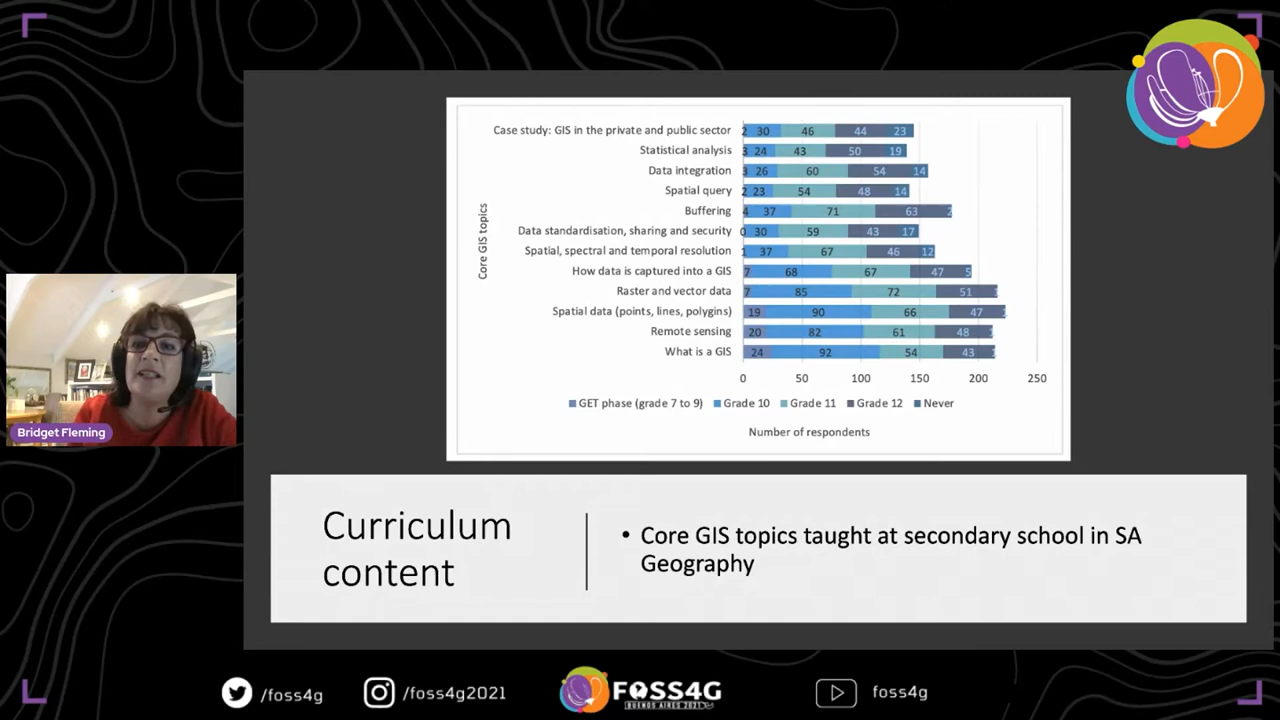 Case study: GIS in the private and public sector 2 30 46 44 23
Statistical analysis 3 24 43 50 19
Data integration 3 26 60 54 14
Spatial query 2 23 54 48 14
Buffering 4 37 71 63 2
Data standardisation, sharing and security 0 30 59 43 17
Spatial, spectral and temporal resolution 1 37 67 46 12
How data is captured into a GIS 7 68 67 47 5
Raster and vector data 7 85 72 51 1
Spatial data (points, lines, polygins) 19 90 66 47 1
Remote sensing 20 82 61 48
What is a GIS 24 92 54 43 1
Core GIS topics
0 50 100 150 200 250
GET phase (grade 7 to 9) Grade 10 Grade 11 Grade 12 Never
Number of respondents
Bridget Fleming
Curriculum
content
• Core GIS topics taught at secondary school in SA
Geography
/foss4g
/foss4g2021
FOSS4G
BUENOS AIRES 2021
foss4g